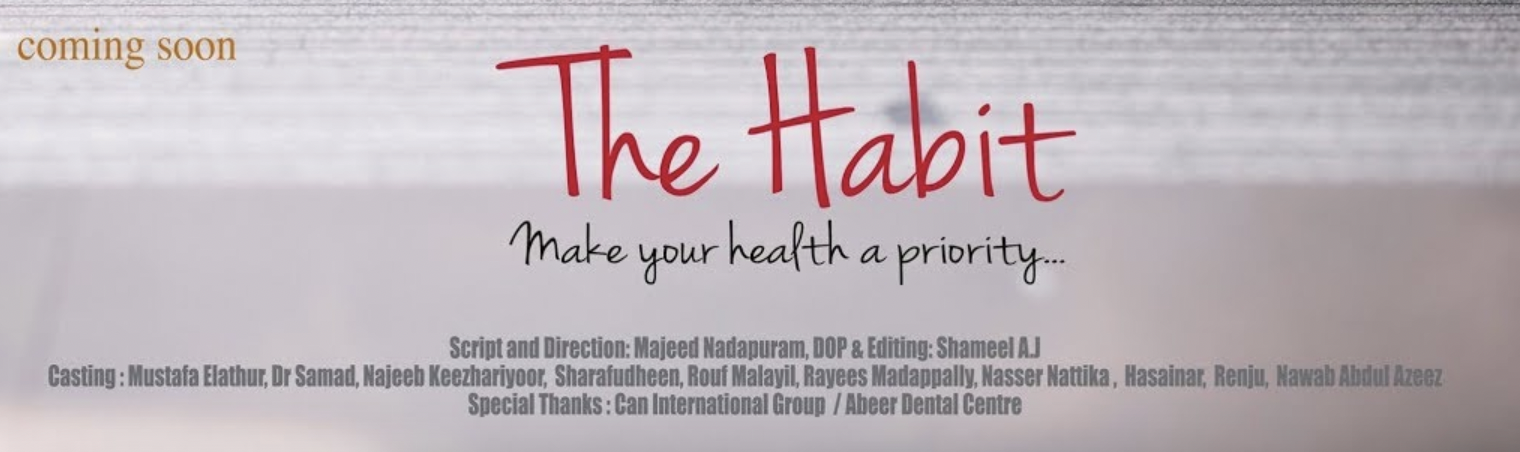 coming soon
The Habit
Make your health a priority...
Script and Direction: Majeed Nadapuram, DOP & Editing: Shameel A.J
Casting : Mustafa Elathur, Dr Samad, Najeeb Keezhariyoor, Sharafudheen, Rouf Malayil, Rayees Madappally, Nasser Nattika , Hasainar, Renju, Nawab Abdul Azeez
Special Thanks : Can International Group / Abeer Dental Centre